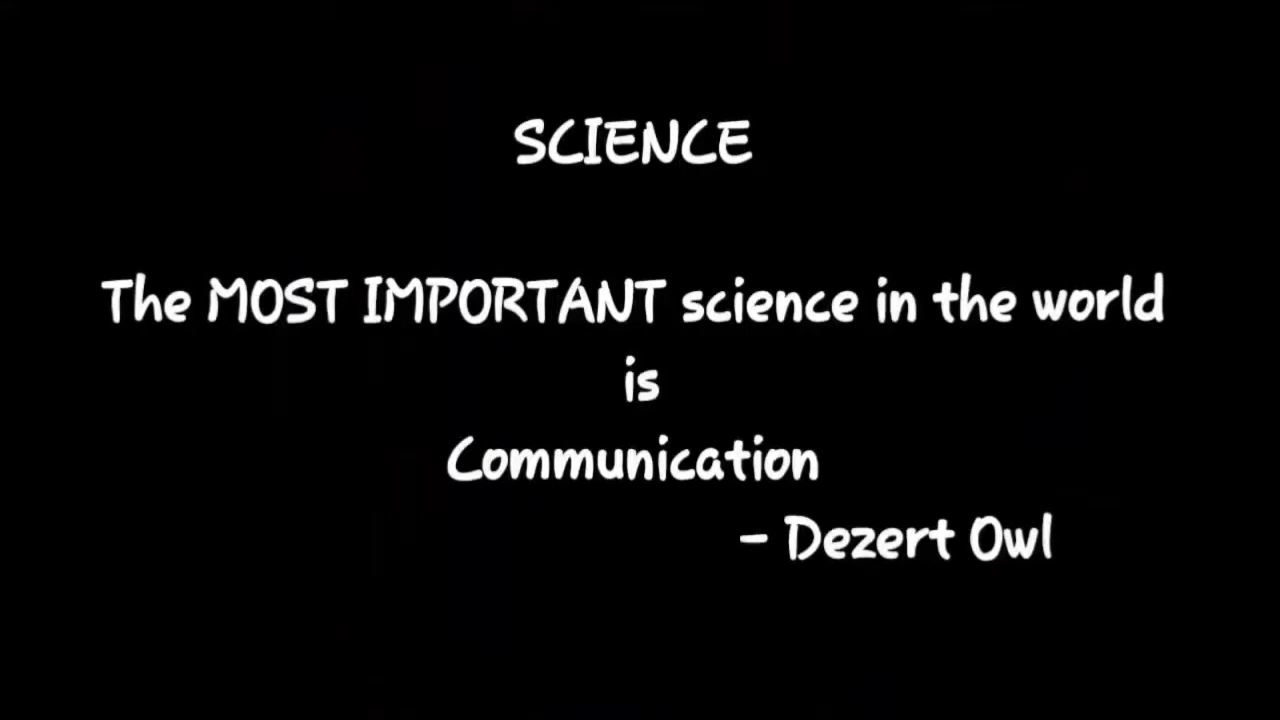 SCIENCE
The MOST IMPORTANT science in the world
is
Communication
- Dezert Owl